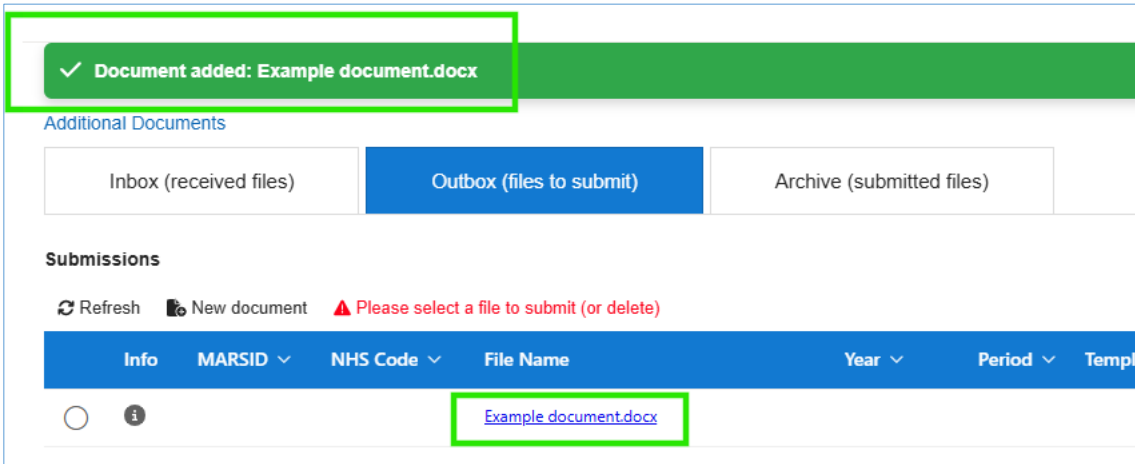 Document added: Example document.docx
Additional Documents
Inbox (received files) Outbox (files to submit) Archive (submitted files)
Submissions
Refresh New document Please select a file to submit (or delete)
Info MARSID NHS Code File Name Year Period Templ
Example document.docx